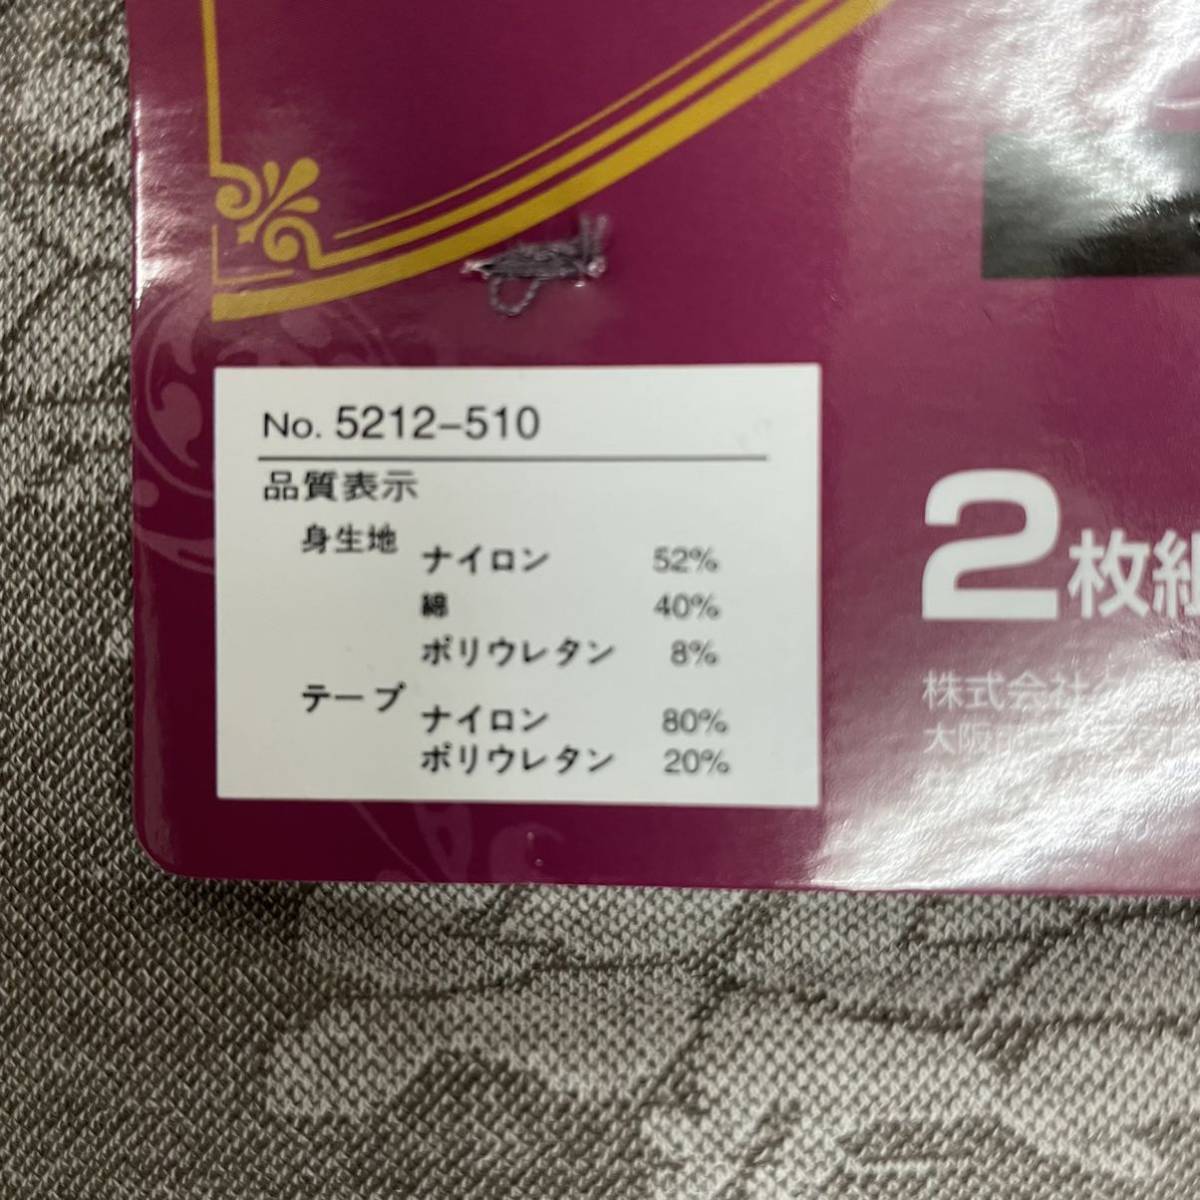 No. 5212-510
品質表示
身生地
ナイロン 52%
綿 40%
ポリウレタン 8%
テープ
ナイロン 80%
ポリウレタン 20%
2枚組
株式会社
大阪